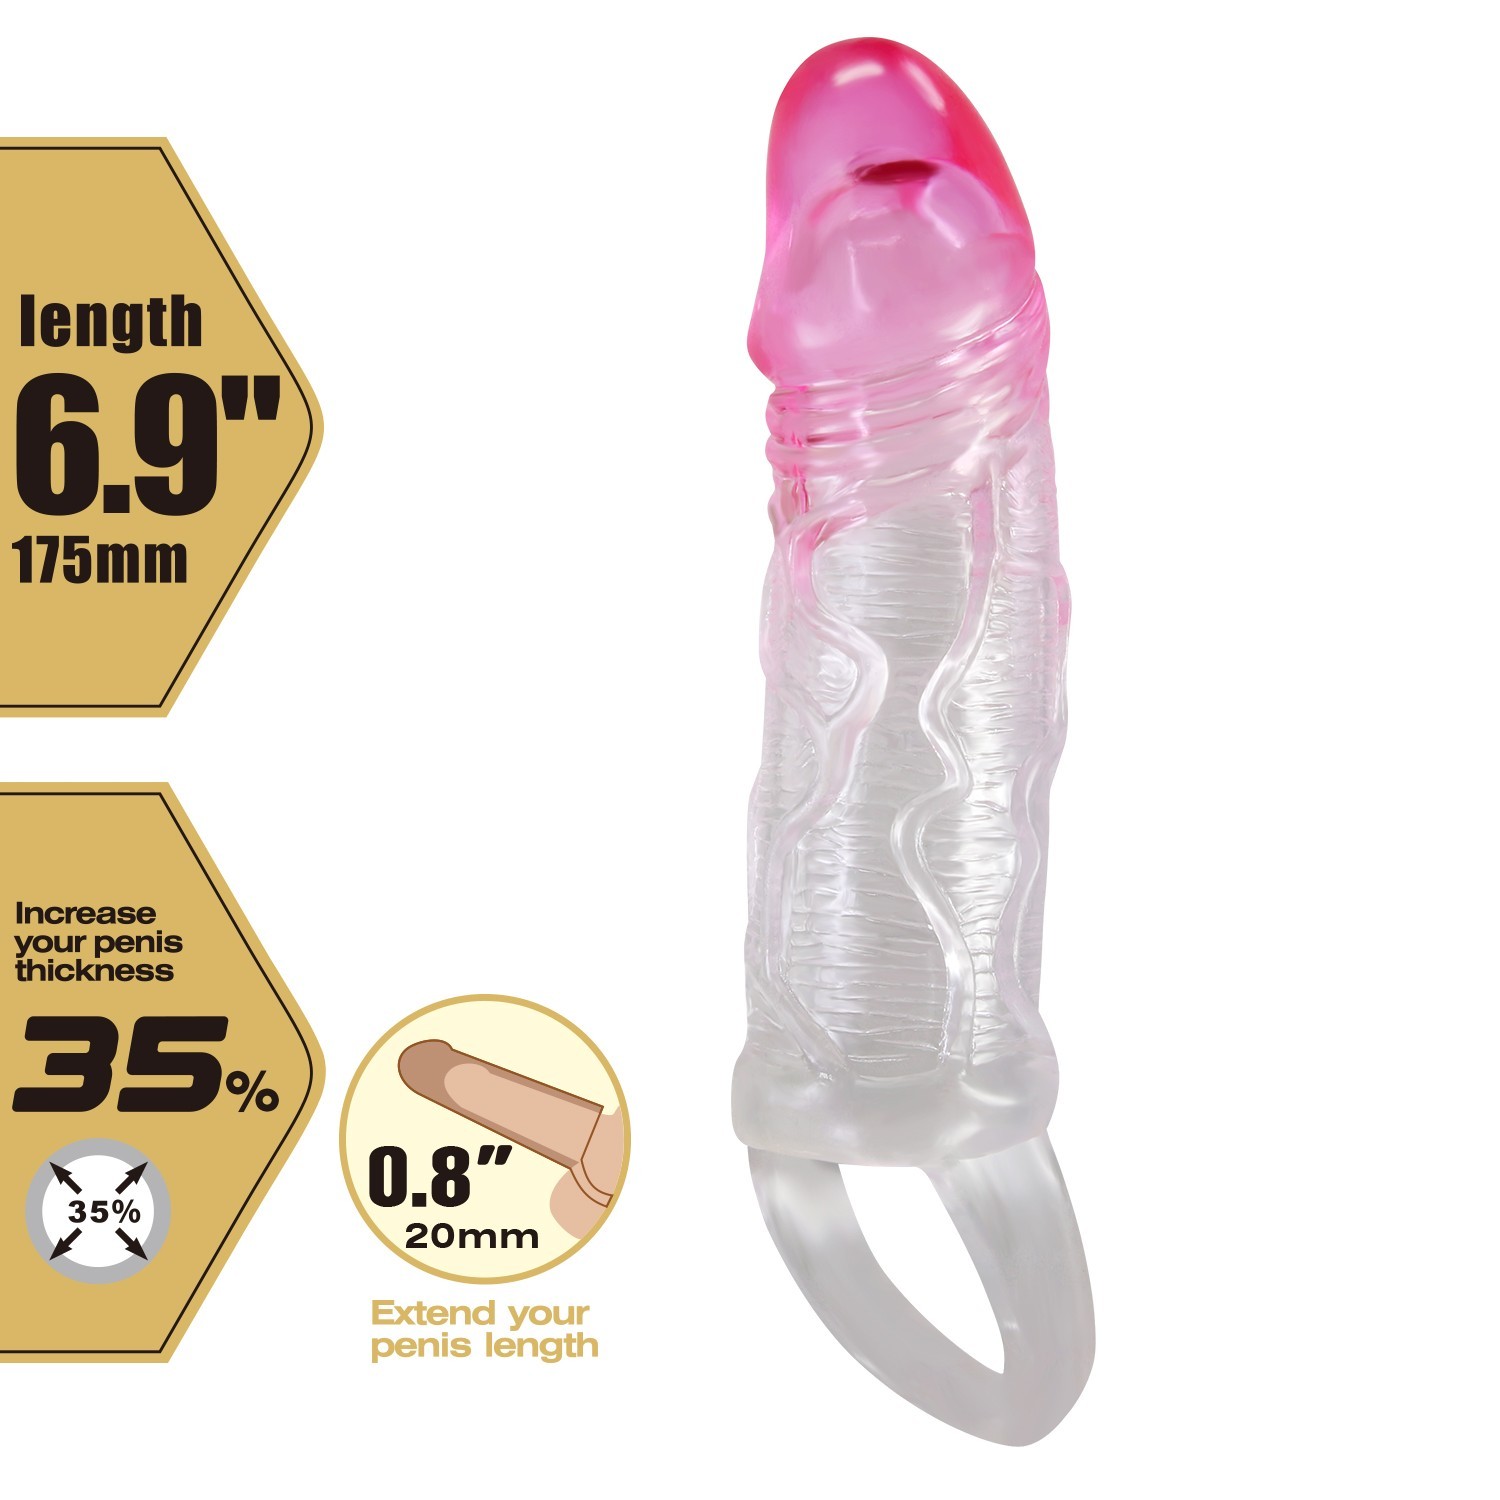 length
6.9"
175mm
Increase
your penis
thickness
35%
35%
0.8"
20mm
Extend your
penis length